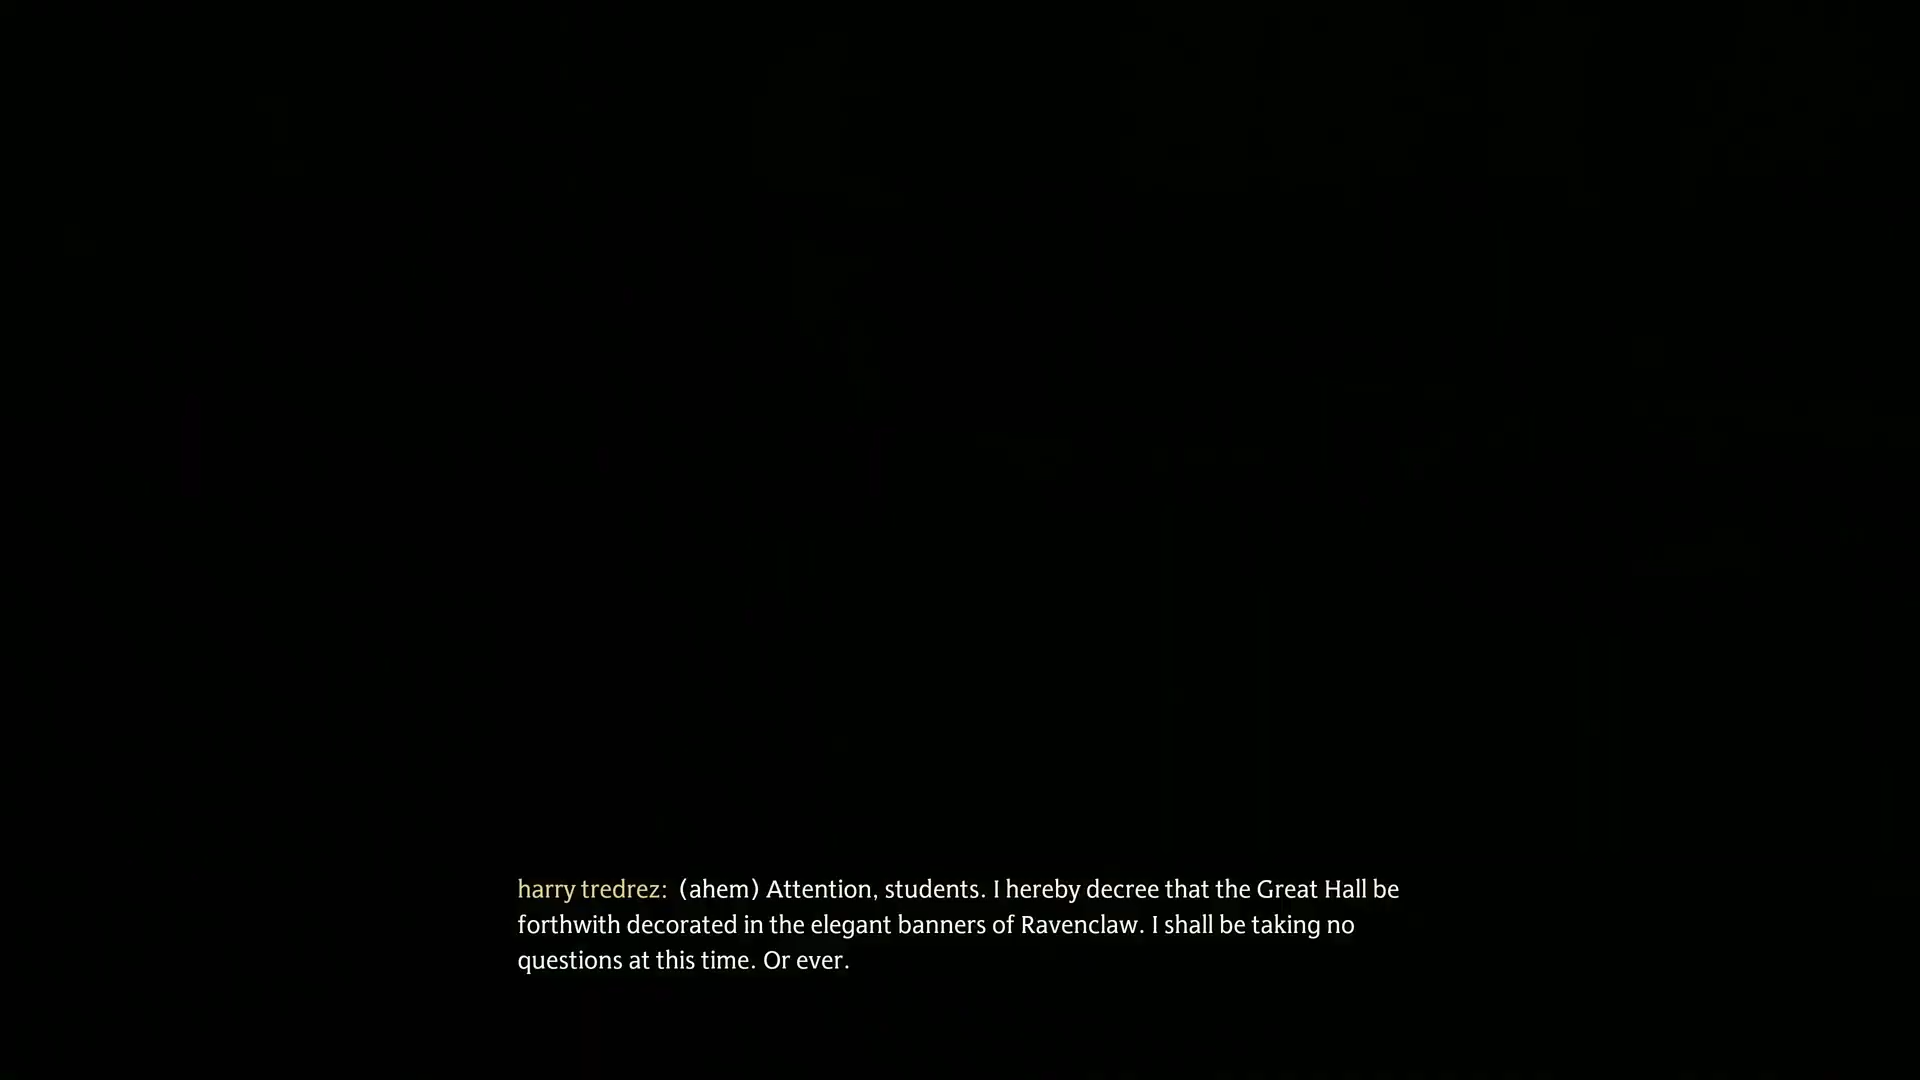 harry tredrez: (ahem) Attention, students. I hereby decree that the Great Hall be
forthwith decorated in the elegant banners of Ravenclaw. I shall be taking no
questions at this time. Or ever.